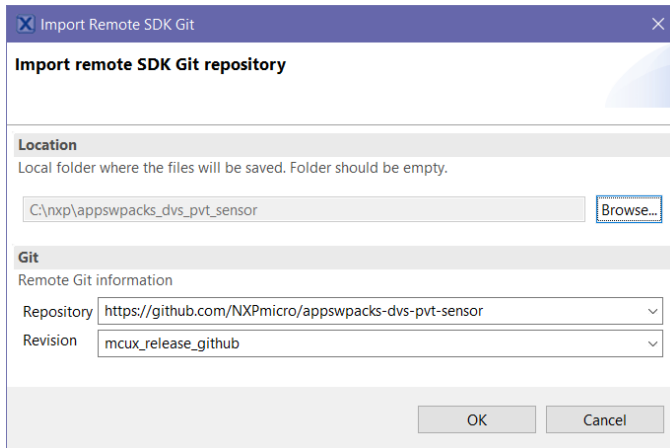 Import Remote SDK Git
Import remote SDK Git repository
Location
Local folder where the files will be saved. Folder should be empty.
C:\nxp\appswpacks_dvs_pvt_sensor
Browse...
Git
Remote Git information
Repository https://github.com/NXPmicro/appswpacks-dvs-pvt-sensor
Revision mcux_release_github
OK Cancel